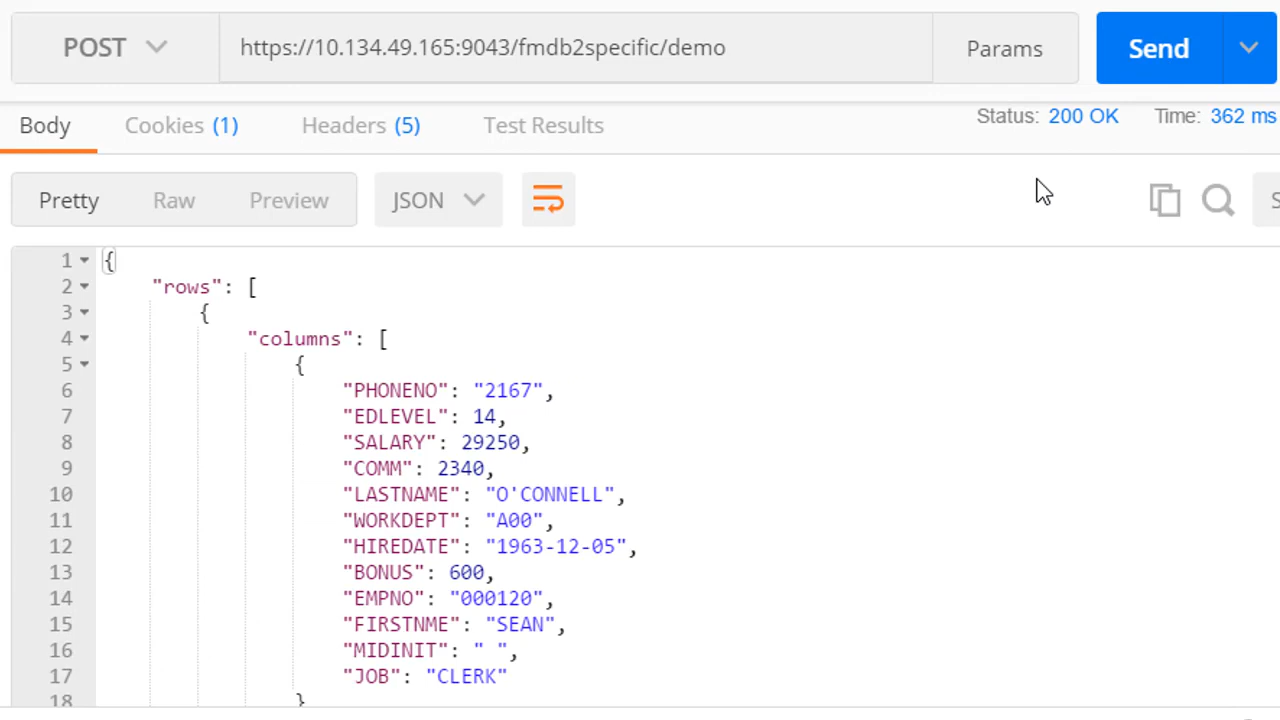 POST https://10.134.49.165:9043/fmdb2specific/demo Params Send
Body Cookies (1) Headers (5) Test Results Status: 200 OK Time: 362 ms
Pretty Raw Preview JSON S
1 {
2 "rows": [
3 {
4 "columns": [
5 {
6 "PHONENO": "2167",
7 "EDLEVEL": 14,
8 "SALARY": 29250,
9 "COMM": 2340,
10 "LASTNAME": "O'CONNELL",
11 "WORKDEPT": "A00",
12 "HIREDATE": "1963-12-05",
13 "BONUS": 600,
14 "EMPNO": "000120",
15 "FIRSTNME": "SEAN",
16 "MIDINIT": " ",
17 "JOB": "CLERK"
18 }